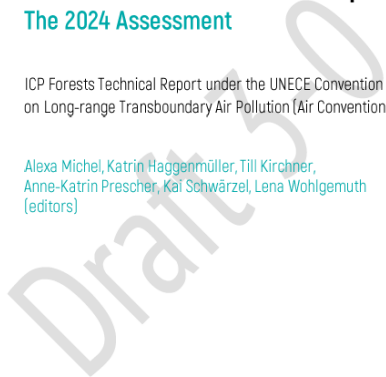 The 2024 Assessment
ICP Forests Technical Report under the UNECE Convention
on Long-range Transboundary Air Pollution (Air Convention
Alexa Michel, Katrin Haggenmüller, Till Kirchner,
Anne-Katrin Prescher, Kai Schwärzel, Lena Wohlgemuth
(editors)
Draft 3-0